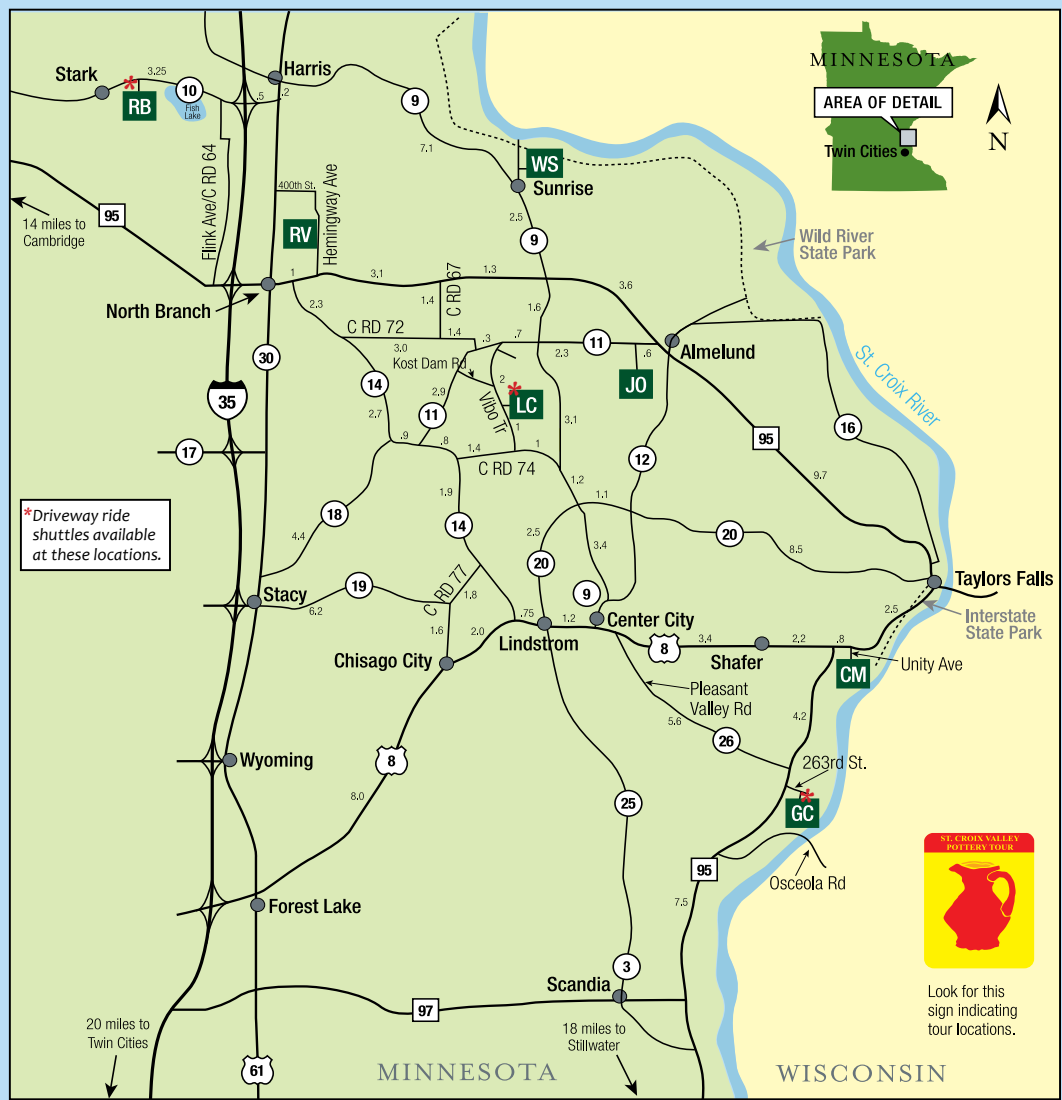 MINNESOTA
AREA OF DETAIL
Twin Cities
N
Stark
3.25
RB
10
Fish
Lake
.5
.2
Harris
9
7.1
WS
Sunrise
2.5
9
Flink Ave/C RD 64
400th St.
Hemingway Ave
RV
95
14 miles to
Cambridge
North Branch
1
3.1
C RD 67
1.3
3.6
1.4
1.6
Wild River
State Park
2.3
C RD 72
1.4
3.0
.3
.7
2.3
11
.6
JO
Almelund
Kost Dam Rd
St. Croix River
30
35
14
2.7
11
2.9
Vibo Tr
2
*
LC
1
3.1
12
95
16
9.7
17
.9
.8
1.4
1
C RD 74
1.2
1.9
*Driveway ride
shuttles available
at these locations.
18
4.4
14
2.5
1.1
20
3.4
20
8.5
Stacy
19
6.2
C RD 77
1.8
1.6
2.0
.75
1.2
9
Center City
Taylors Falls
Interstate
State Park
2.5
Chisago City
Lindstrom
8
3.4
Shafer
2.2
.8
CM
Unity Ave
Pleasant
Valley Rd
5.6
26
4.2
263rd St.
GC
Osceola Rd
Wyoming
8
8.0
25
95
7.5
Forest Lake
ST. CROIX VALLEY
POTTERY TOUR
Look for this
sign indicating
tour locations.
3
Scandia
97
20 miles to
Twin Cities
18 miles to
Stillwater
61
MINNESOTA
WISCONSIN